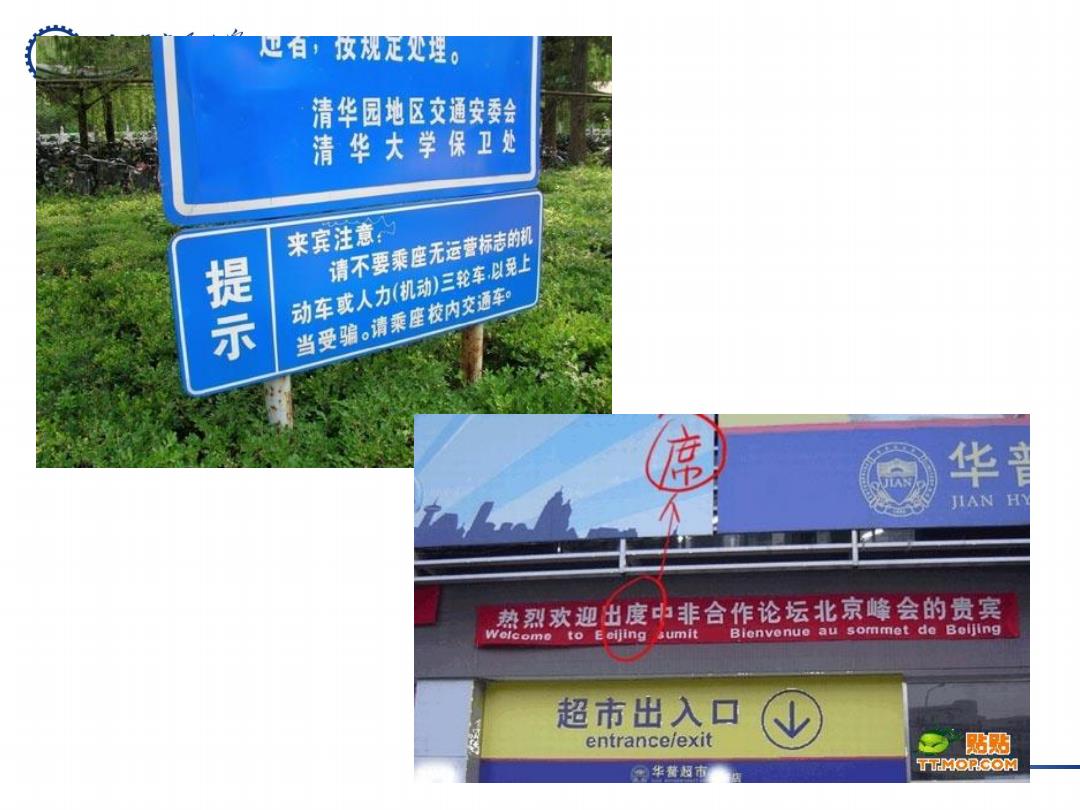 违者，按规定处理。
清华园地区交通安委会
清华大学保卫处
提示
来宾注意：
请不要乘座无运营标志的机
动车或人力(机动)三轮车，以免上
当受骗。请乘座校内交通车。
席
华普
JIAN HY
JIAN
热烈欢迎出度中非合作论坛北京峰会的贵宾
Welcome to Beijing sumit Bienvenue au sommet de Beijing
超市出入口
entrance/exit
华普超市
店
贴贴
TT.MOP.COM